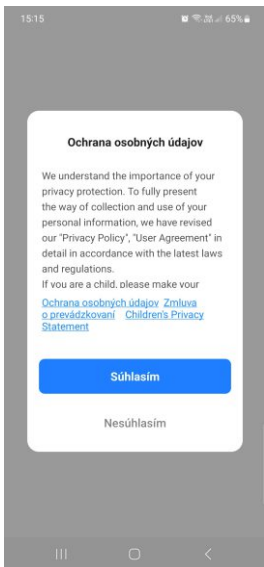 15:15
65%
Ochrana osobných údajov
We understand the importance of your
privacy protection. To fully present
the way of collection and use of your
personal information, we have revised
our "Privacy Policy", "User Agreement" in
detail in accordance with the latest laws
and regulations.
If you are a child, please make your
Ochrana osobných údajov Zmluva
o prevádzkovaní Children's Privacy
Statement
Súhlasím
Nesúhlasím